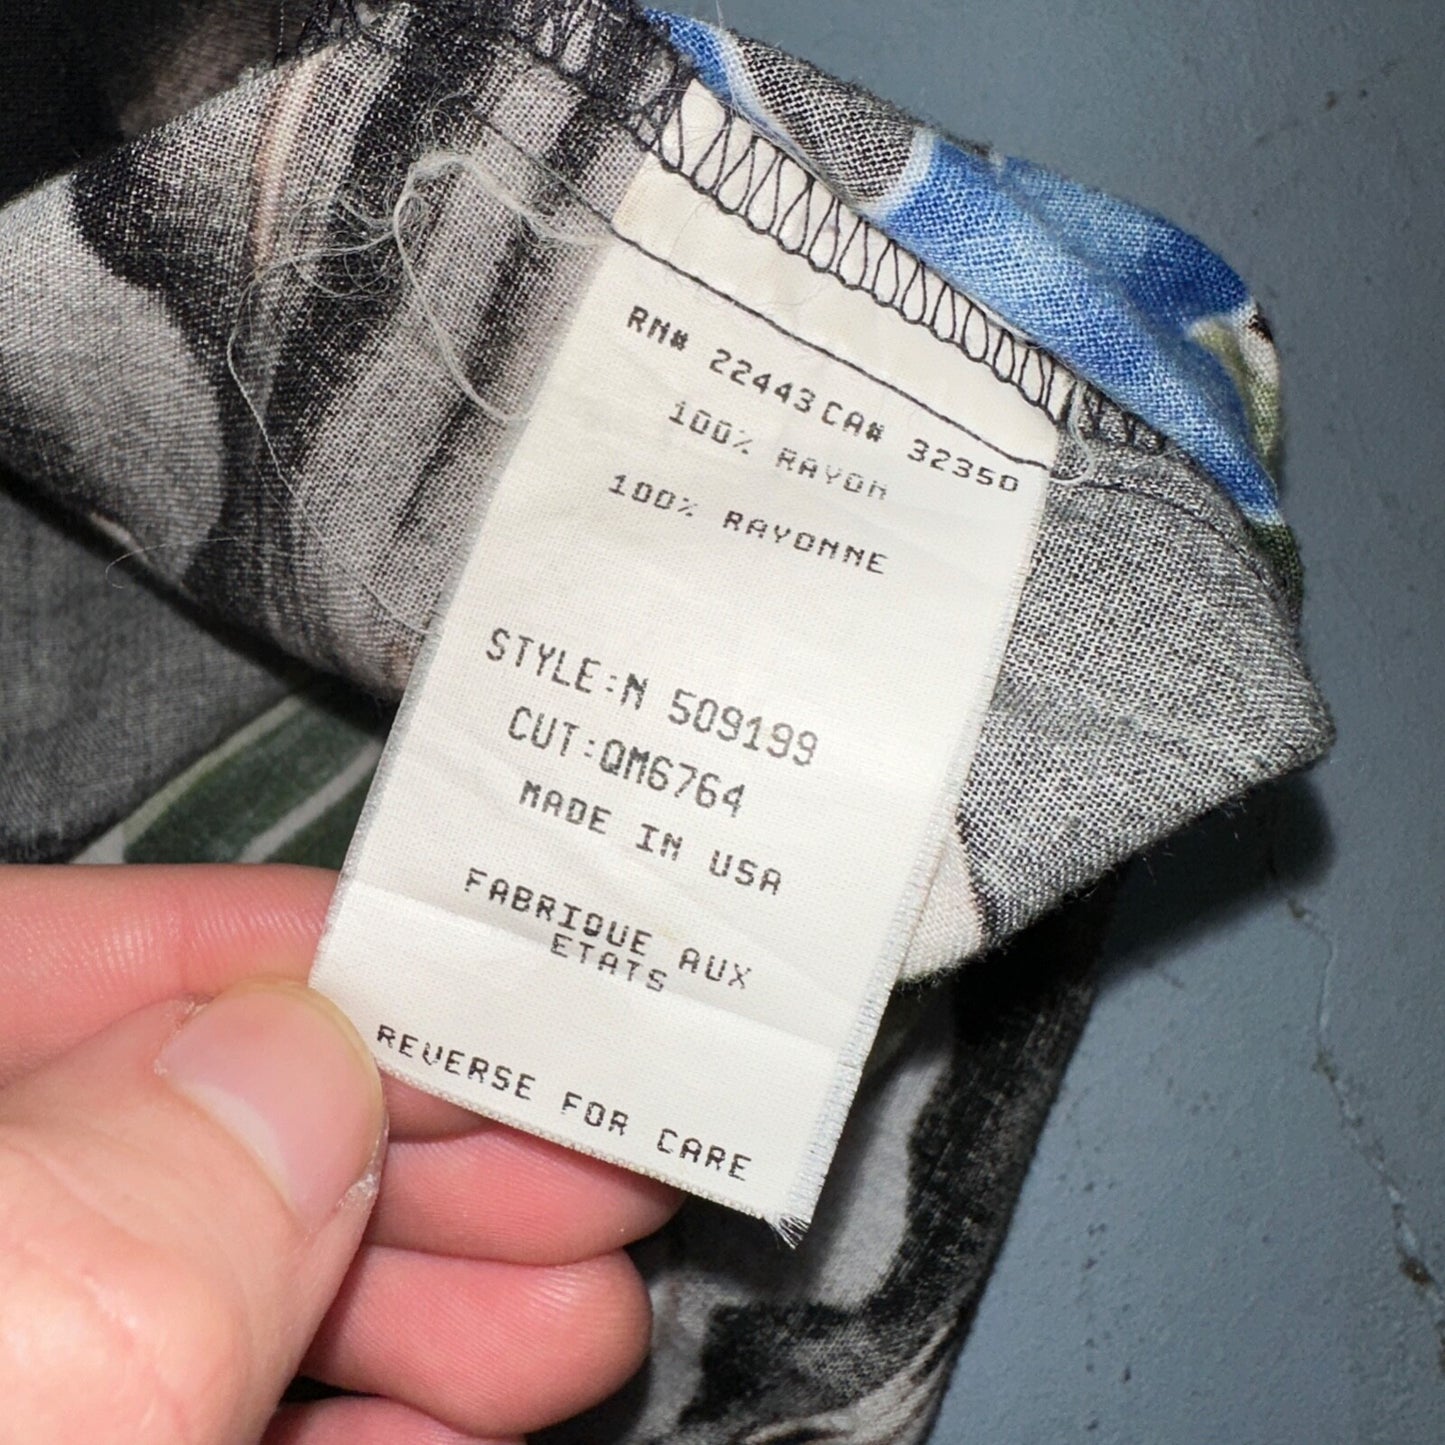 RN# 22443 CA# 32350
100% RAYON
100% RAYONNE
STYLE:N 509199
CUT:QM6764
MADE IN USA
FABRIQUE AUX
ETATS
REVERSE FOR CARE